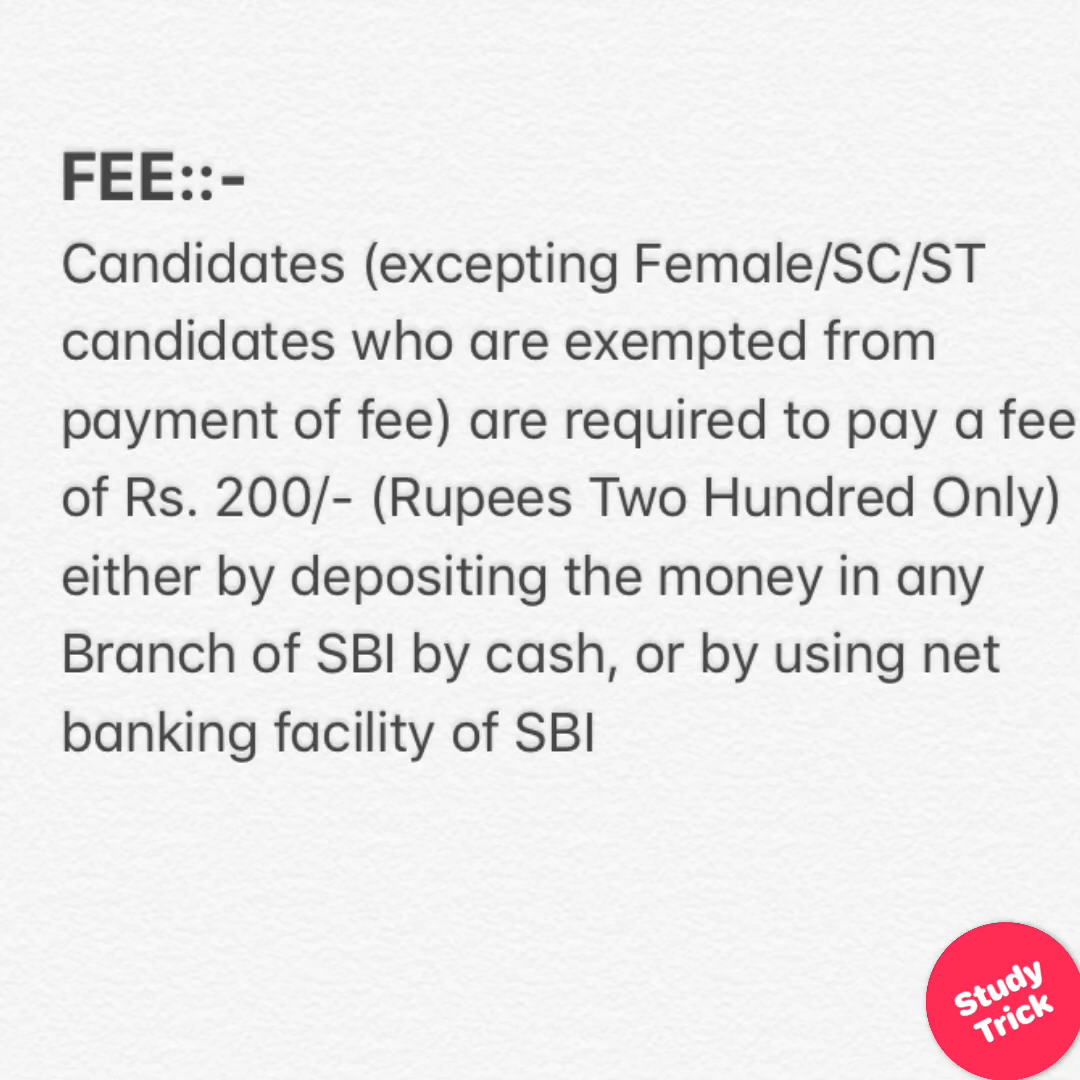 FEE::-
Candidates (excepting Female/SC/ST
candidates who are exempted from
payment of fee) are required to pay a fee
of Rs. 200/- (Rupees Two Hundred Only)
either by depositing the money in any
Branch of SBI by cash, or by using net
banking facility of SBI
Study
Trick